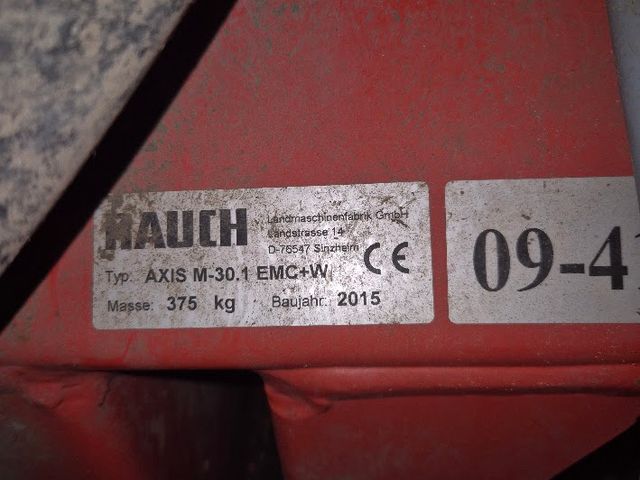 RAUCH
Landmaschinenfabrik GmbH
Landstrasse 14
D-76547 Sinzheim
Typ: AXIS M-30.1 EMC+W
CE
Masse: 375 kg Baujahr: 2015
09-4